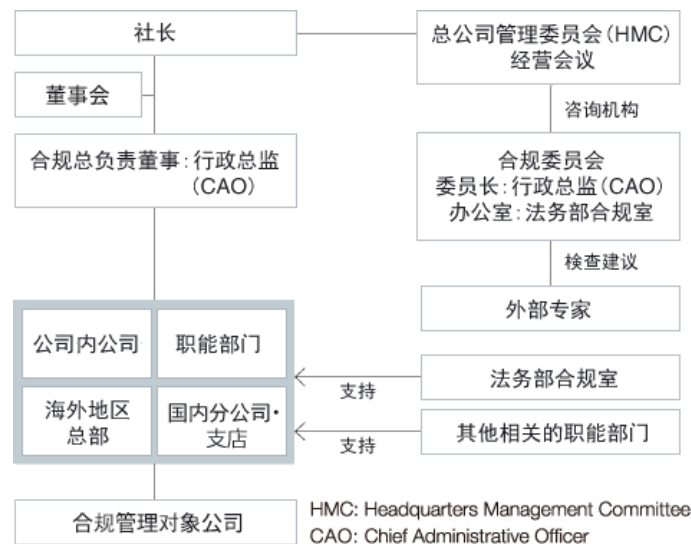 社长
总公司管理委员会(HMC)
经营会议
董事会
咨询机构
合规总负责董事:行政总监
(CAO)
合规委员会
委员长:行政总监(CAO)
办公室:法务部合规室
检查建议
外部专家
公司内公司
职能部门
海外地区
总部
国内分公司·
支店
支持
法务部合规室
支持
其他相关的职能部门
合规管理对象公司
HMC: Headquarters Management Committee
CAO: Chief Administrative Officer